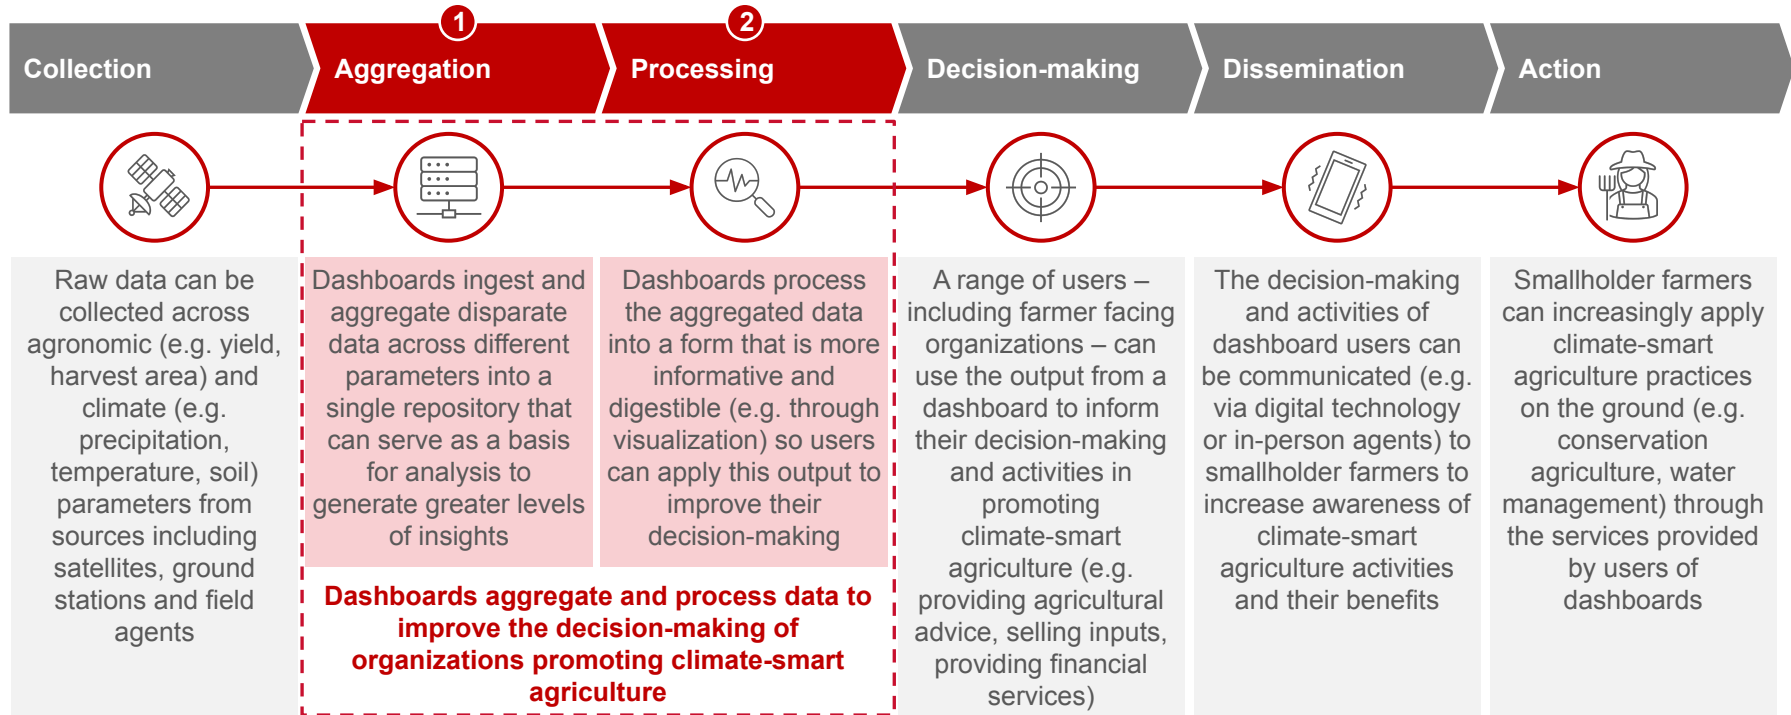 1
2
Collection
Aggregation
Processing
Decision-making
Dissemination
Action
Raw data can be
collected across
agronomic (e.g. yield,
harvest area) and
climate (e.g.
precipitation,
temperature, soil)
parameters from
sources including
satellites, ground
stations and field
agents
Dashboards ingest and
aggregate disparate
data across different
parameters into a
single repository that
can serve as a basis
for analysis to
generate greater levels
of insights
Dashboards process
the aggregated data
into a form that is more
informative and
digestible (e.g. through
visualization) so users
can apply this output to
improve their
decision-making
Dashboards aggregate and process data to
improve the decision-making of
organizations promoting climate-smart
agriculture
A range of users –
including farmer facing
organizations – can
use the output from a
dashboard to inform
their decision-making
and activities in
promoting
climate-smart
agriculture (e.g.
providing agricultural
advice, selling inputs,
providing financial
services)
The decision-making
and activities of
dashboard users can
be communicated (e.g.
via digital technology
or in-person agents) to
smallholder farmers to
increase awareness of
climate-smart
agriculture activities
and their benefits
Smallholder farmers
can increasingly apply
climate-smart
agriculture practices
on the ground (e.g.
conservation
agriculture, water
management) through
the services provided
by users of
dashboards